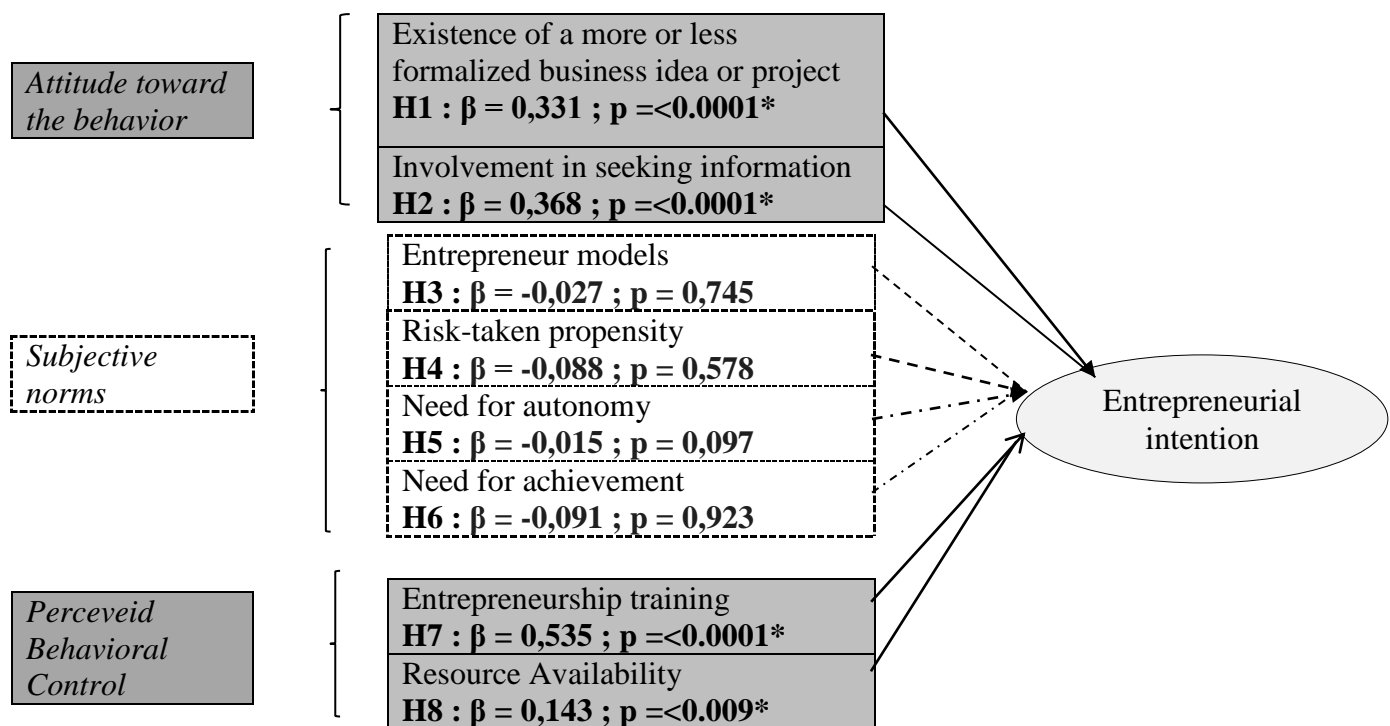 Attitude toward
the behavior
Existence of a more or less
formalized business idea or project
H1 : β = 0,331 ; p =<0.0001*
Involvement in seeking information
H2 : β = 0,368 ; p =<0.0001*
Subjective
norms
Entrepreneur models
H3 : β = -0,027 ; p = 0,745
Risk-taken propensity
H4 : β = -0,088 ; p = 0,578
Need for autonomy
H5 : β = -0,015 ; p = 0,097
Need for achievement
H6 : β = -0,091 ; p = 0,923
Perceveid
Behavioral
Control
Entrepreneurship training
H7 : β = 0,535 ; p =<0.0001*
Resource Availability
H8 : β = 0,143 ; p =<0.009*
Entrepreneurial
intention